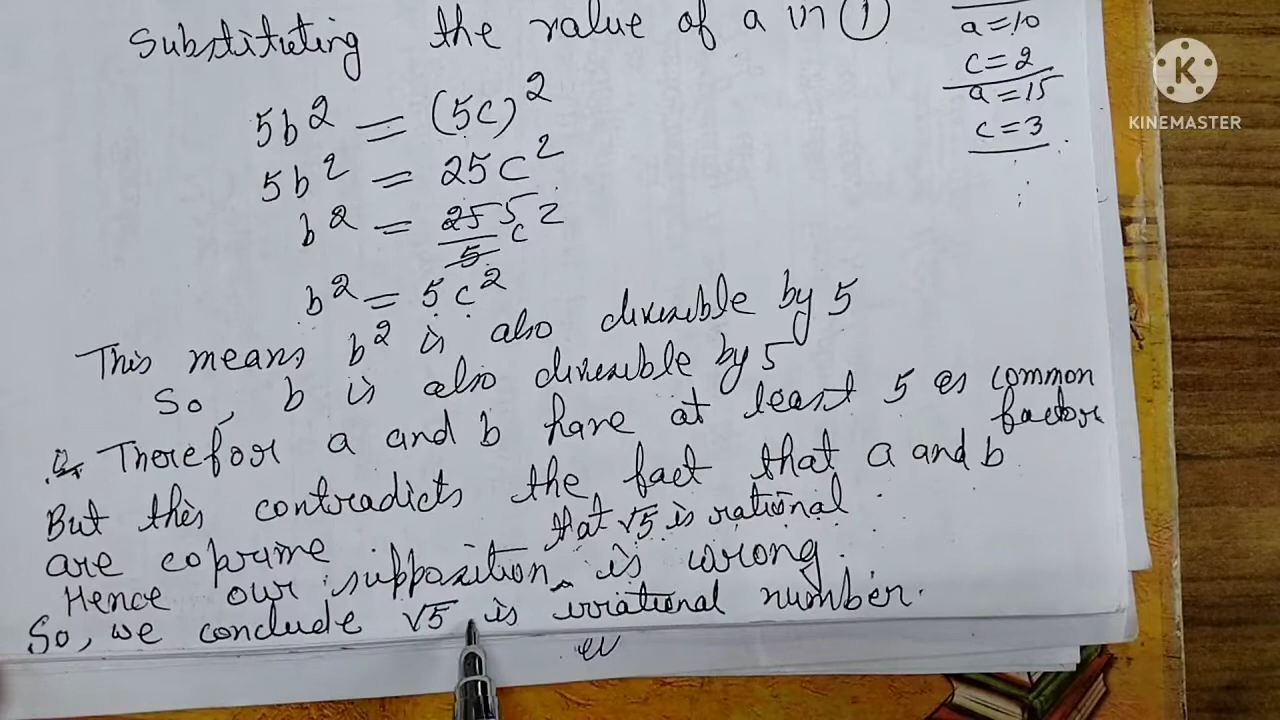 Substituting the value of a in ①
a=10
c=2
a=15
c=3
K
KINEMASTER
5b² = (5c)²
5b² = 25c²
b² = 25/5 5 c²
b² = 5c²
This means b² is also divisible by 5
So, b is also divisible by 5
Therefor a and b have at least 5 as common factor
But this contradicts the fact that a and b
are coprime
Hence our supposition ^ that √5 is rational is wrong.
So, we conclude √5 is irrational number.